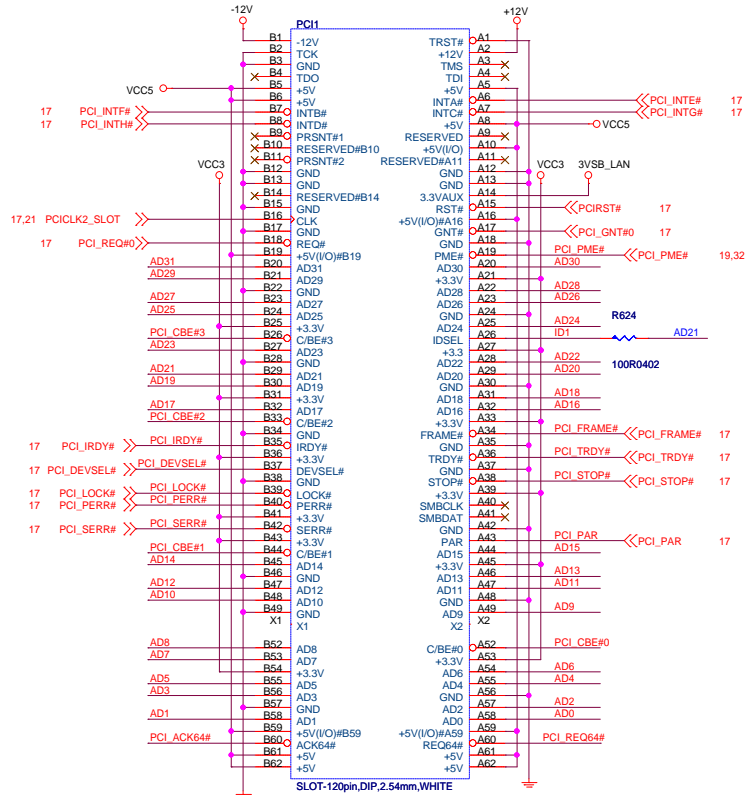 -12V +12V
PCI1
B1 -12V TRST# A1
B2 TCK +12V A2
B3 GND TMS A3
B4 TDO TDI A4
VCC5 B5 +5V +5V A5
B6 +5V INTA# A6 PCI_INTE# 17
17 PCI_INTF# B7 INTB# INTC# A7 PCI_INTG# 17
17 PCI_INTH# B8 INTD# +5V A8 VCC5
B9 PRSNT#1 RESERVED A9
B10 RESERVED#B10 +5V(I/O) A10
B11 PRSNT#2 RESERVED#A11 A11
VCC3 B12 GND GND A12 VCC3 3VSB_LAN
B13 GND GND A13
B14 RESERVED#B14 3.3VAUX A14
B15 GND RST# A15 PCIRST# 17
17,21 PCICLK2_SLOT B16 CLK +5V(I/O)#A16 A16
B17 GND GNT# A17 PCI_GNT#0 17
17 PCI_REQ#0 B18 REQ# GND A18
B19 +5V(I/O)#B19 PME# A19 PCI_PME# PCI_PME# 19,32
AD31 B20 AD31 AD30 A20 AD30
AD29 B21 AD29 +3.3V A21
B22 GND AD28 A22 AD28
AD27 B23 AD27 AD26 A23 AD26
AD25 B24 AD25 GND A24
B25 +3.3V AD24 A25 AD24 R624
PCI_CBE#3 B26 C/BE#3 IDSEL A26 ID1 AD21
AD23 B27 AD23 +3.3 A27
B28 GND AD22 A28 AD22 100R0402
AD21 B29 AD21 AD20 A29 AD20
AD19 B30 AD19 GND A30
B31 +3.3V AD18 A31 AD18
AD17 B32 AD17 AD16 A32 AD16
PCI_CBE#2 B33 C/BE#2 +3.3V A33
B34 GND FRAME# A34 PCI_FRAME# PCI_FRAME# 17
17 PCI_IRDY# PCI_IRDY# B35 IRDY# GND A35
B36 +3.3V TRDY# A36 PCI_TRDY# PCI_TRDY# 17
17 PCI_DEVSEL# PCI_DEVSEL# B37 DEVSEL# GND A37
B38 GND STOP# A38 PCI_STOP# PCI_STOP# 17
17 PCI_LOCK# PCI_LOCK# B39 LOCK# +3.3V A39
17 PCI_PERR# PCI_PERR# B40 PERR# SMBCLK A40
B41 +3.3V SMBDAT A41
17 PCI_SERR# PCI_SERR# B42 SERR# GND A42
B43 +3.3V PAR A43 PCI_PAR PCI_PAR 17
PCI_CBE#1 B44 C/BE#1 AD15 A44 AD15
AD14 B45 AD14 +3.3V A45
B46 GND AD13 A46 AD13
AD12 B47 AD12 AD11 A47 AD11
AD10 B48 AD10 GND A48
B49 GND AD9 A49 AD9
X1 X1 X2 X2
AD8 B52 AD8 C/BE#0 A52 PCI_CBE#0
AD7 B53 AD7 +3.3V A53
B54 +3.3V AD6 A54 AD6
AD5 B55 AD5 AD4 A55 AD4
AD3 B56 AD3 GND A56
B57 GND AD2 A57 AD2
AD1 B58 AD1 AD0 A58 AD0
B59 +5V(I/O)#B59 +5V(I/O)#A59 A59
PCI_ACK64# B60 ACK64# REQ64# A60 PCI_REQ64#
B61 +5V +5V A61
B62 +5V +5V A62
SLOT-120pin,DIP,2.54mm,WHITE